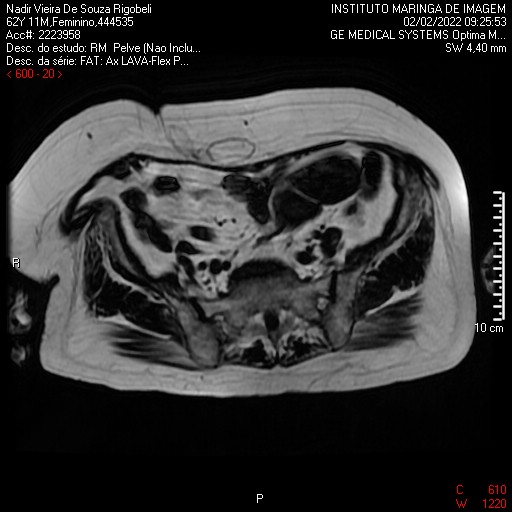 Nadir Vieira De Souza Rigobeli
62Y 11M,Feminino,444535
Acc#: 2223958
Desc. do estudo: RM  Pelve (Nao Inclu...
Desc. da série: FAT: Ax LAVA-Flex P...
< 600 - 20 >
INSTITUTO MARINGA DE IMAGEM
02/02/2022 09:25:53
GE MEDICAL SYSTEMS Optima M...
SW 4,40 mm
R
10 cm
P
C 610
W 1220